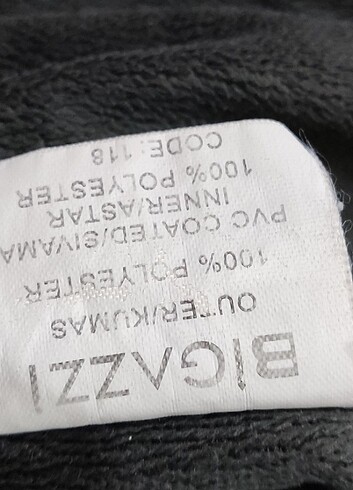 BİGAZZI
OUTER/KUMAS
100% POLYESTER
PVC COATED/SIVAMA
INNER/ASTAR
100% POLYESTER
CODE: 118